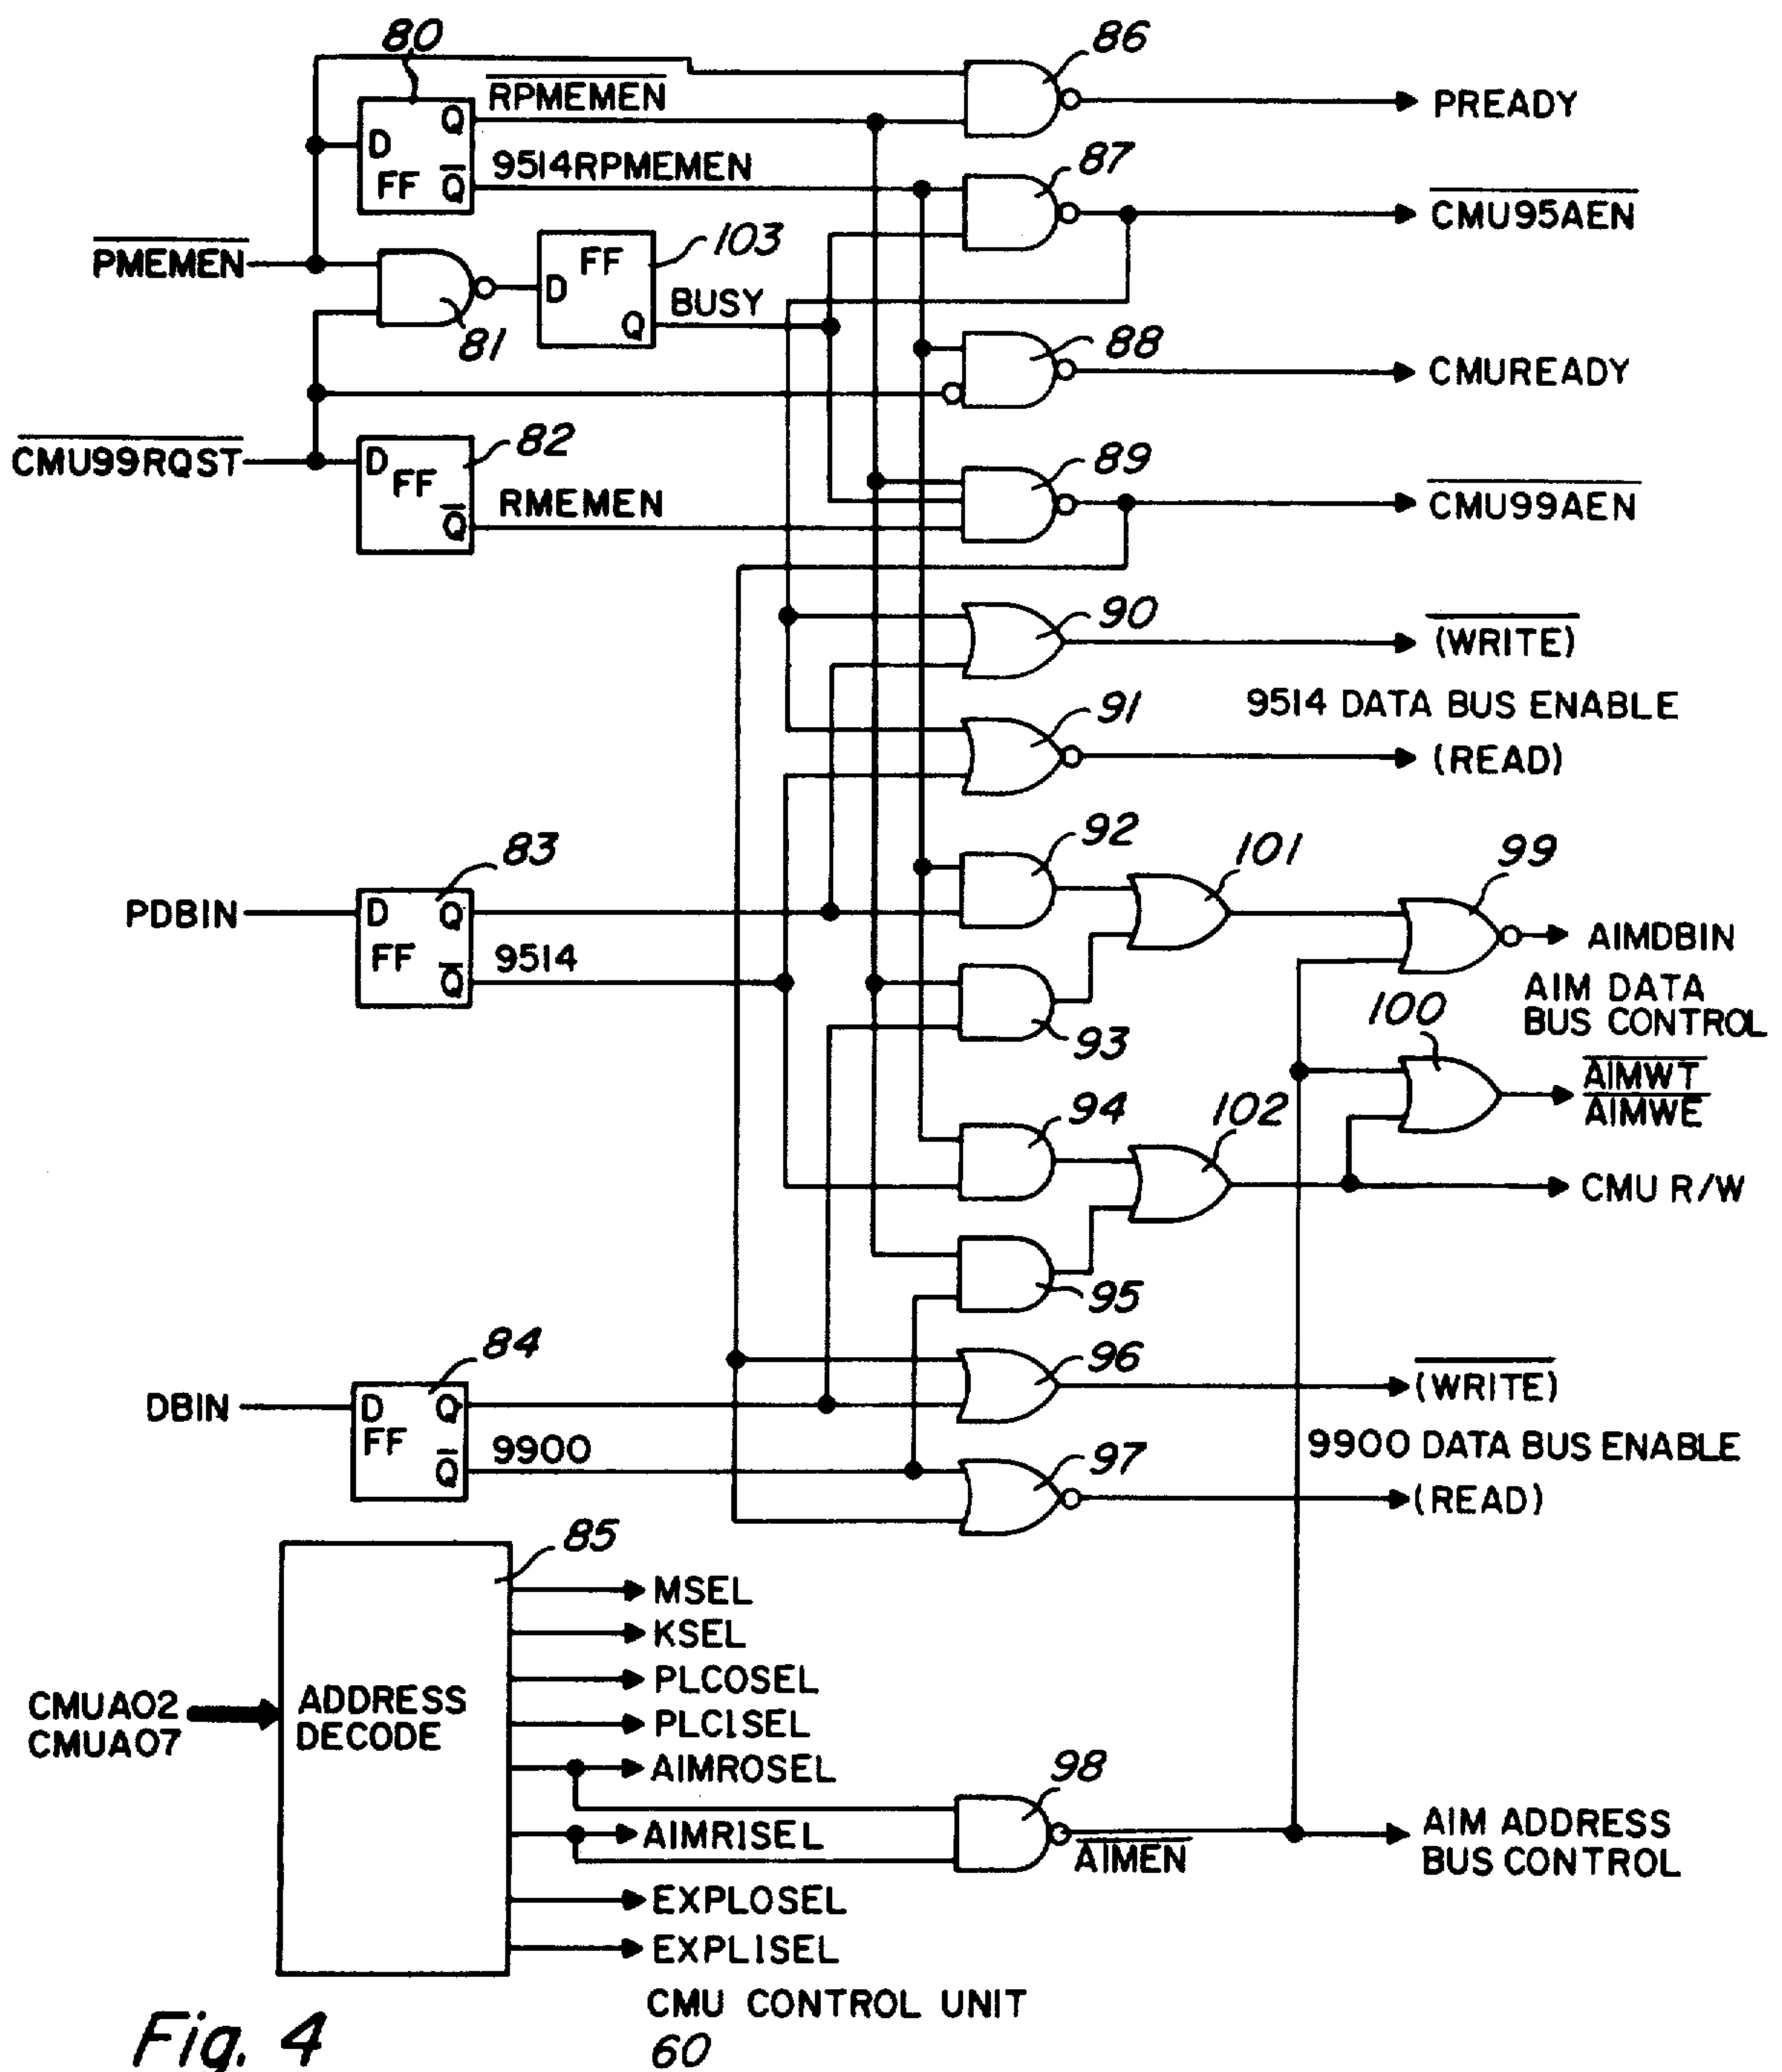 80
86
RPMEMEN
PREADY
D Q
FF Q
9514RPMEMEN
87
CMU95AEN
PMEMEN
81
103
FF
D
Q
BUSY
88
CMUREADY
CMU99RQST
82
D
FF
Q
RMEMEN
89
CMU99AEN
90
(WRITE)
9514 DATA BUS ENABLE
91
(READ)
92
101
99
PDBIN
83
D Q
FF Q
9514
AIMDBIN
AIM DATA
BUS CONTROL
93
100
AIMWT
AIMWE
94
102
CMU R/W
95
96
(WRITE)
DBIN
84
D Q
FF
Q
9900
9900 DATA BUS ENABLE
97
(READ)
85
MSEL
KSEL
CMUA02
CMUA07
ADDRESS
DECODE
PLCOSEL
PLC1SEL
AIMROSEL
98
AIMR1SEL
AIMEN
AIM ADDRESS
BUS CONTROL
EXPLOSEL
EXPL1SEL
CMU CONTROL UNIT
60
Fig. 4